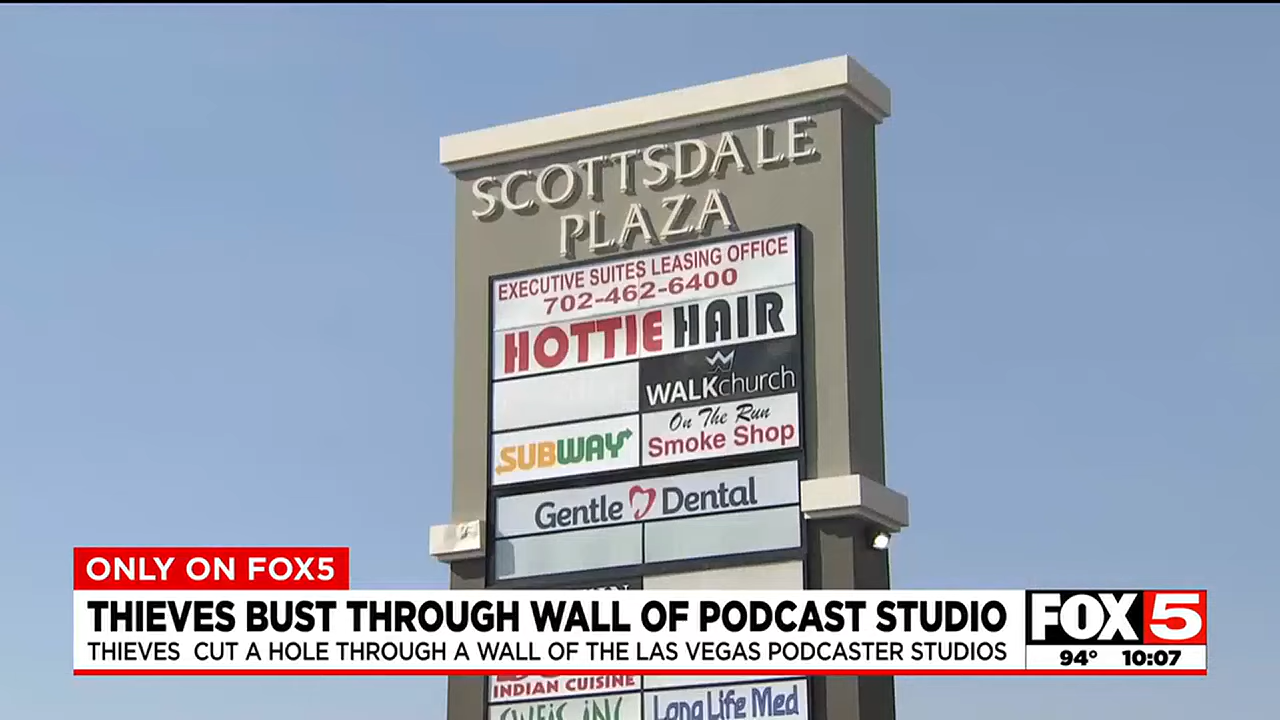 SCOTTSDALE
PLAZA
EXECUTIVE SUITES LEASING OFFICE
702-462-6400
HOTTIE HAIR
WALKchurch
SUBWAY
On The Run
Smoke Shop
Gentle Dental
ONLY ON FOX5
THIEVES BUST THROUGH WALL OF PODCAST STUDIO
THIEVES CUT A HOLE THROUGH A WALL OF THE LAS VEGAS PODCASTER STUDIOS
FOX 5
94° 10:07
INDIAN CUISINE
Long Life Med